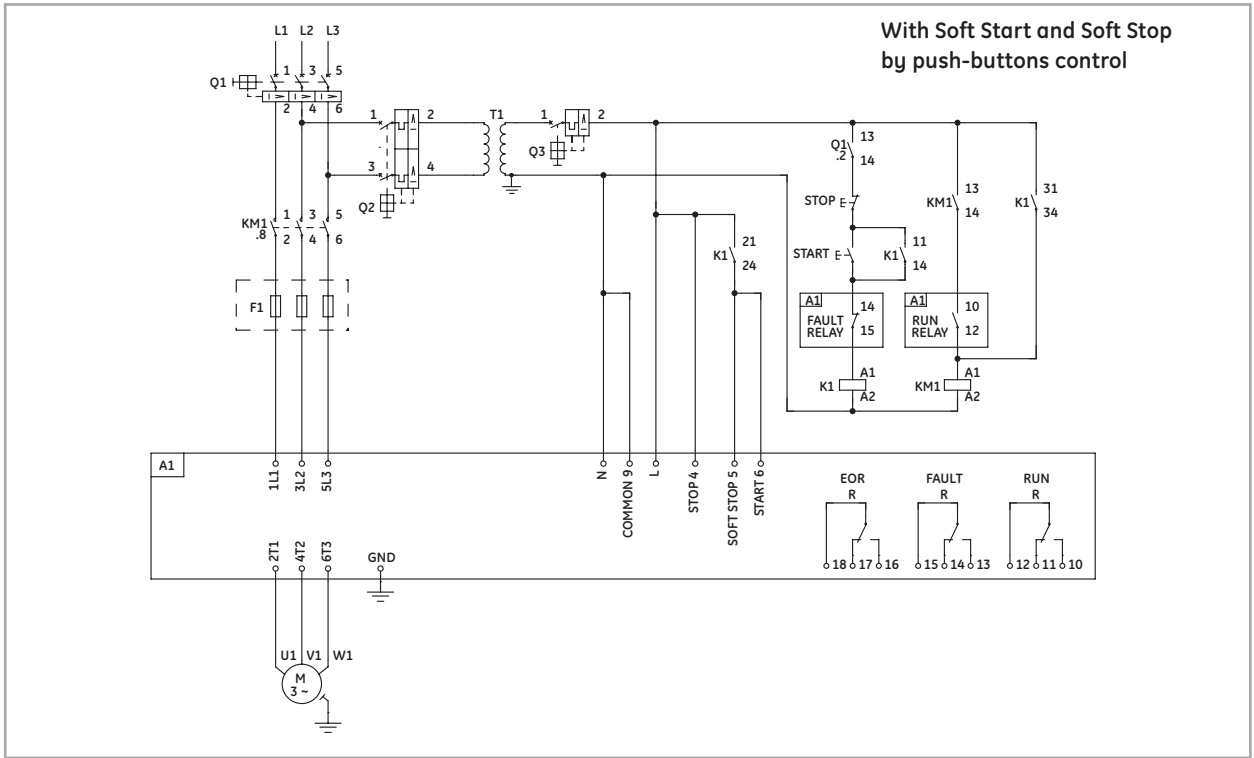 With Soft Start and Soft Stop
by push-buttons control
L1 L2 L3
Q1
1 3 5
2 4 6
1 2
3 4
Q2
T1
1 2
Q3
Q1
.2
13
14
STOP E
START E
K1
11
14
KM1
13
14
K1
31
34
KM1
.8
1 3 5
2 4 6
K1
21
24
F1
A1
FAULT
RELAY
14
15
A1
RUN
RELAY
10
12
K1
A1
A2
KM1
A1
A2
A1
1L1
3L2
5L3
N
COMMON 9
L
STOP 4
SOFT STOP 5
START 6
EOR
R
18 17 16
FAULT
R
15 14 13
RUN
R
12 11 10
2T1
4T2
6T3
GND
U1 V1 W1
M
3 ~